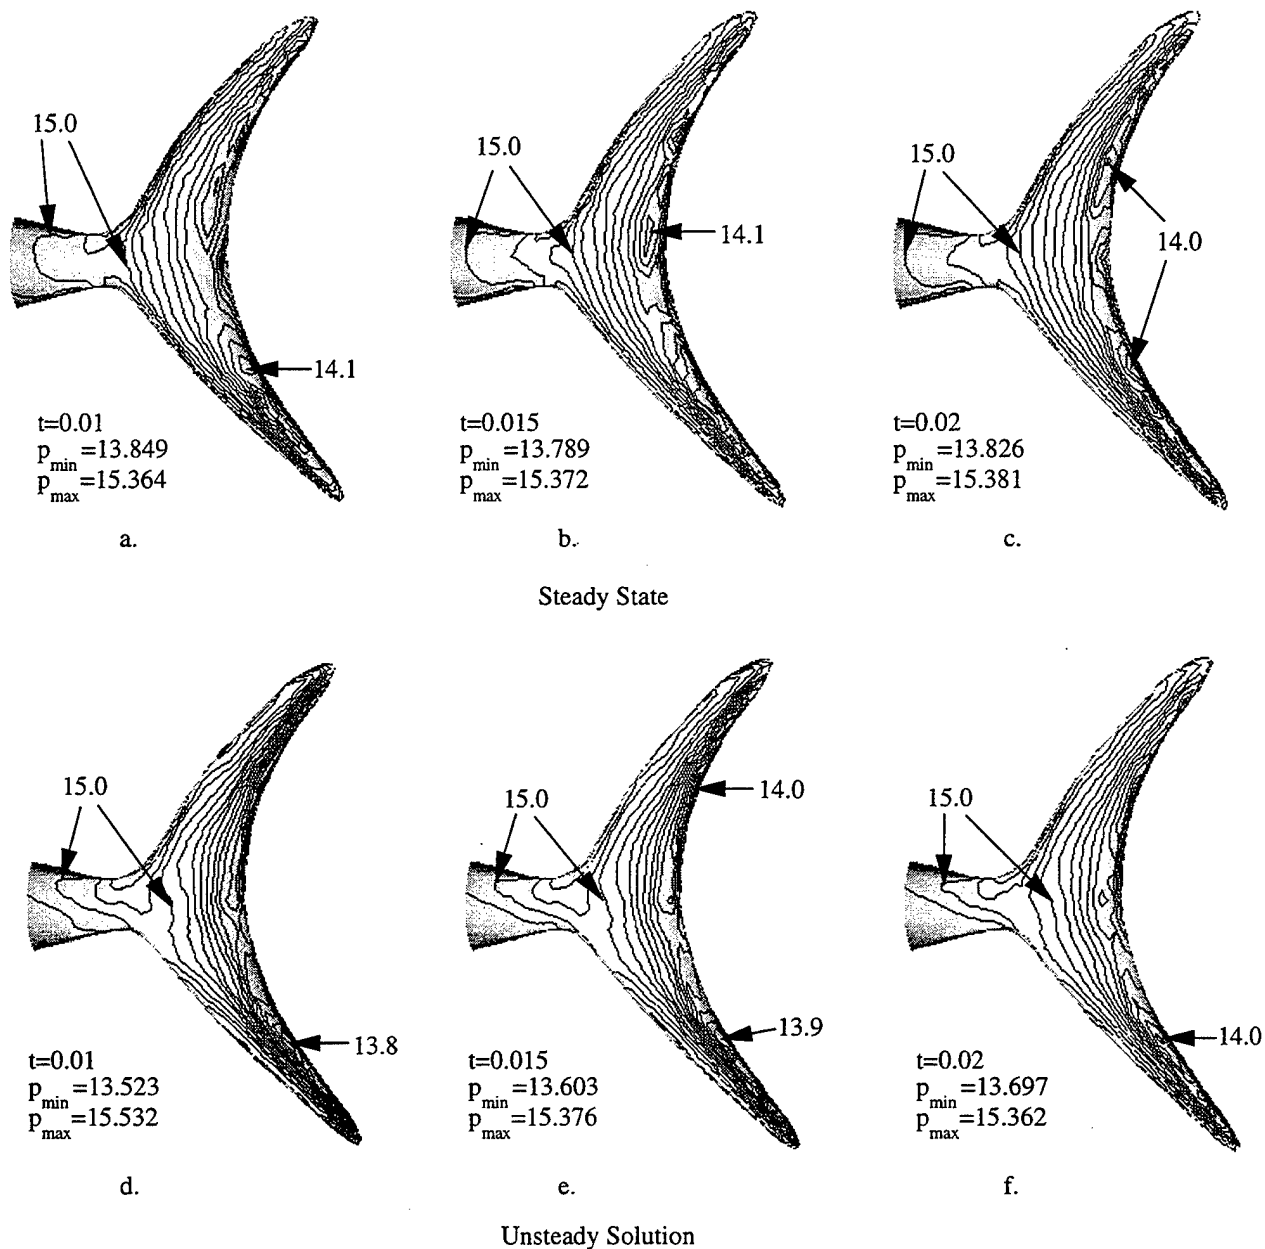 15.0
15.0
15.0
14.1
14.0
14.1
t=0.01
p_min=13.849
p_max=15.364
t=0.015
p_min=13.789
p_max=15.372
t=0.02
p_min=13.826
p_max=15.381
a.
b.
c.
Steady State
15.0
15.0
15.0
14.0
13.8
13.9
14.0
t=0.01
p_min=13.523
p_max=15.532
t=0.015
p_min=13.603
p_max=15.376
t=0.02
p_min=13.697
p_max=15.362
d.
e.
f.
Unsteady Solution